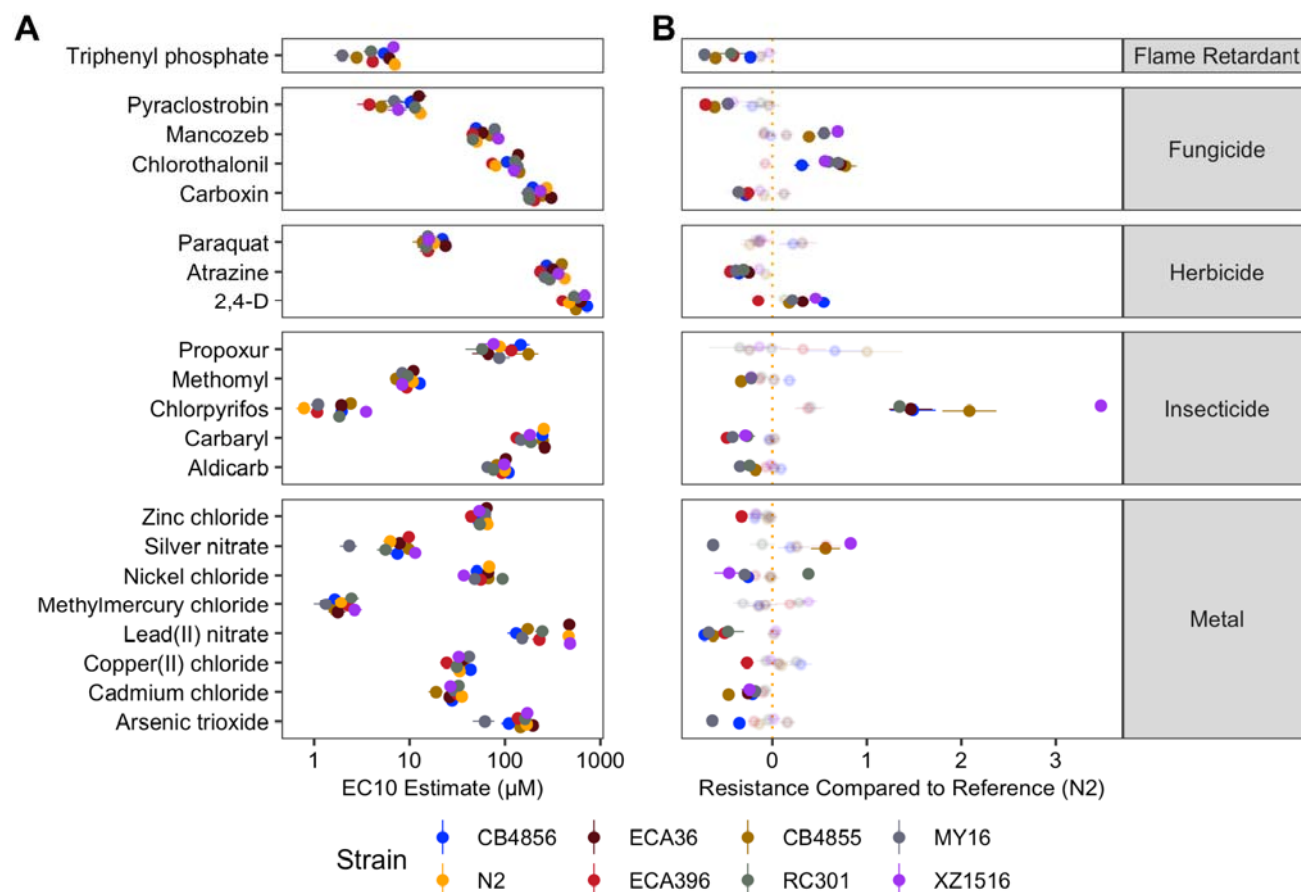 A
B
Triphenyl phosphate
Flame Retardant
Pyraclostrobin
Mancozeb
Chlorothalonil
Carboxin
Fungicide
Paraquat
Atrazine
2,4-D
Herbicide
Propoxur
Methomyl
Chlorpyrifos
Carbaryl
Aldicarb
Insecticide
Zinc chloride
Silver nitrate
Nickel chloride
Methylmercury chloride
Lead(II) nitrate
Copper(II) chloride
Cadmium chloride
Arsenic trioxide
Metal
1 10 100 1000
0 1 2 3
EC10 Estimate (µM)
Resistance Compared to Reference (N2)
Strain
CB4856 ECA36 CB4855 MY16
N2 ECA396 RC301 XZ1516